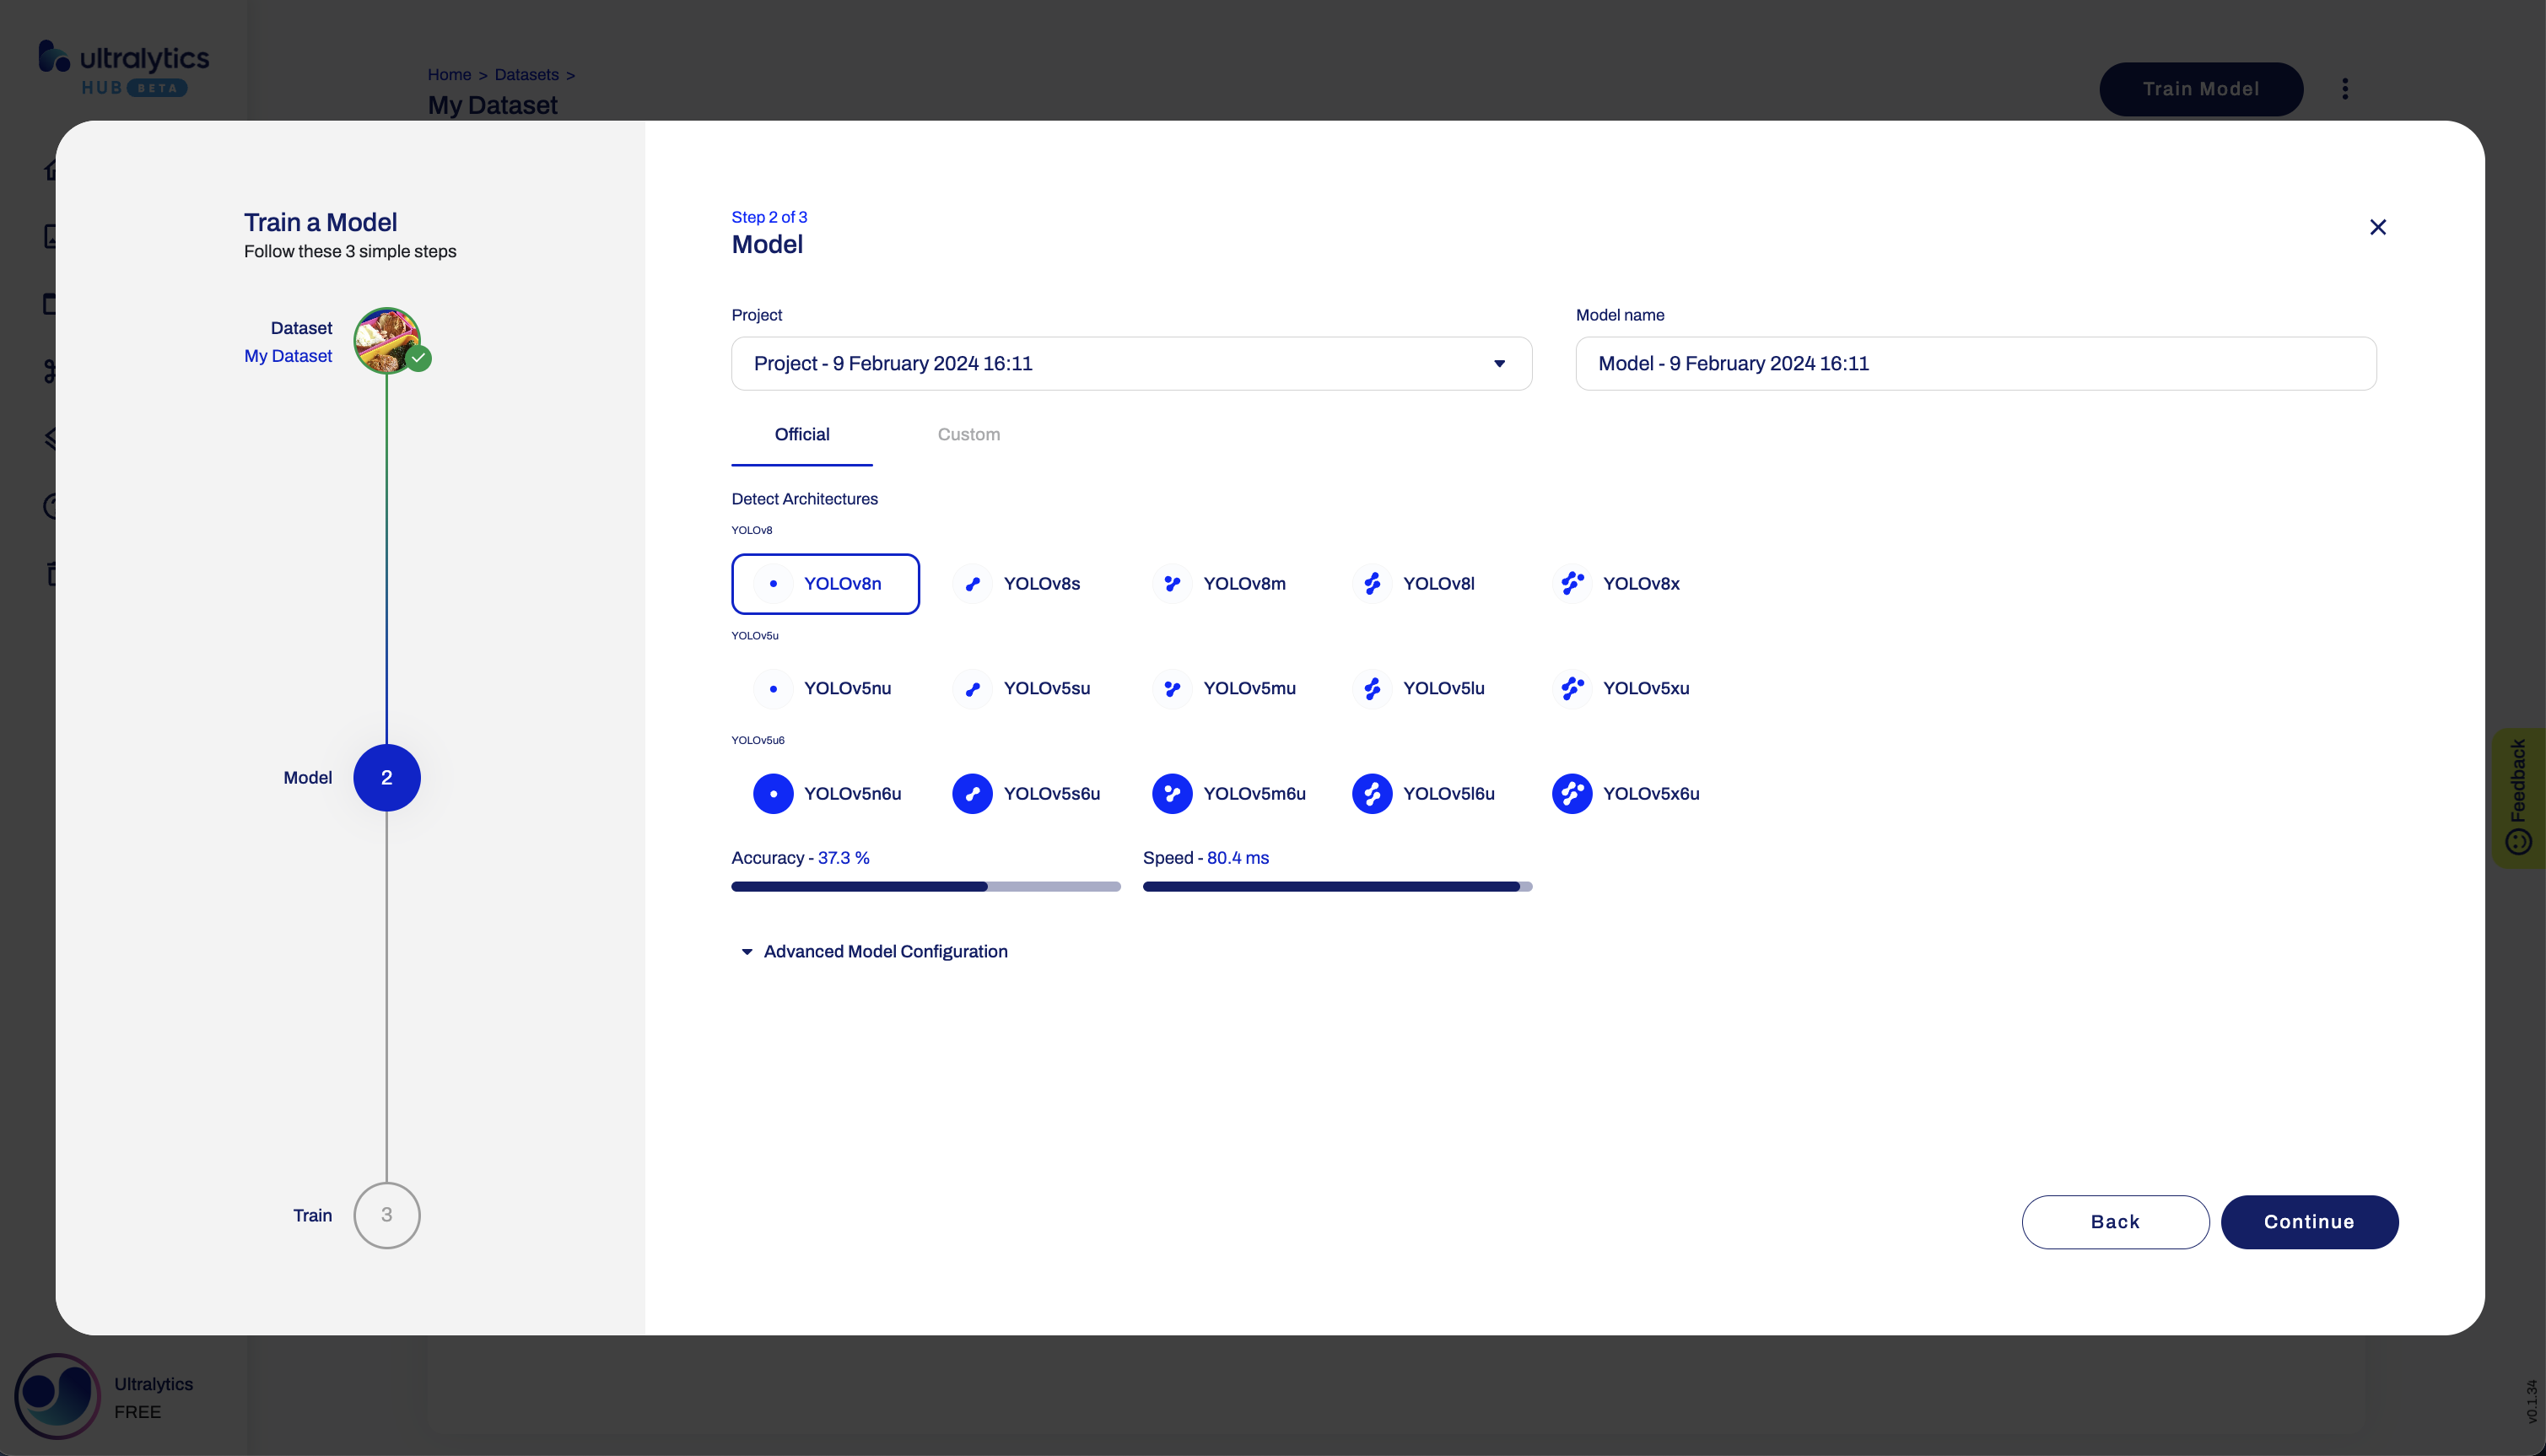 ultralytics
HUB BETA
Home > Datasets >
My Dataset
Train Model
Train a Model
Follow these 3 simple steps
Dataset
My Dataset
Model
2
Train
3
Step 2 of 3
Model
Project
Model name
Project - 9 February 2024 16:11
Model - 9 February 2024 16:11
Official
Custom
Detect Architectures
YOLOv8
YOLOv8n
YOLOv8s
YOLOv8m
YOLOv8l
YOLOv8x
YOLOv5u
YOLOv5nu
YOLOv5su
YOLOv5mu
YOLOv5lu
YOLOv5xu
YOLOv5u6
YOLOv5n6u
YOLOv5s6u
YOLOv5m6u
YOLOv5l6u
YOLOv5x6u
Accuracy - 37.3 %
Speed - 80.4 ms
Advanced Model Configuration
Back
Continue
Feedback
Ultralytics
FREE
v0.1.34